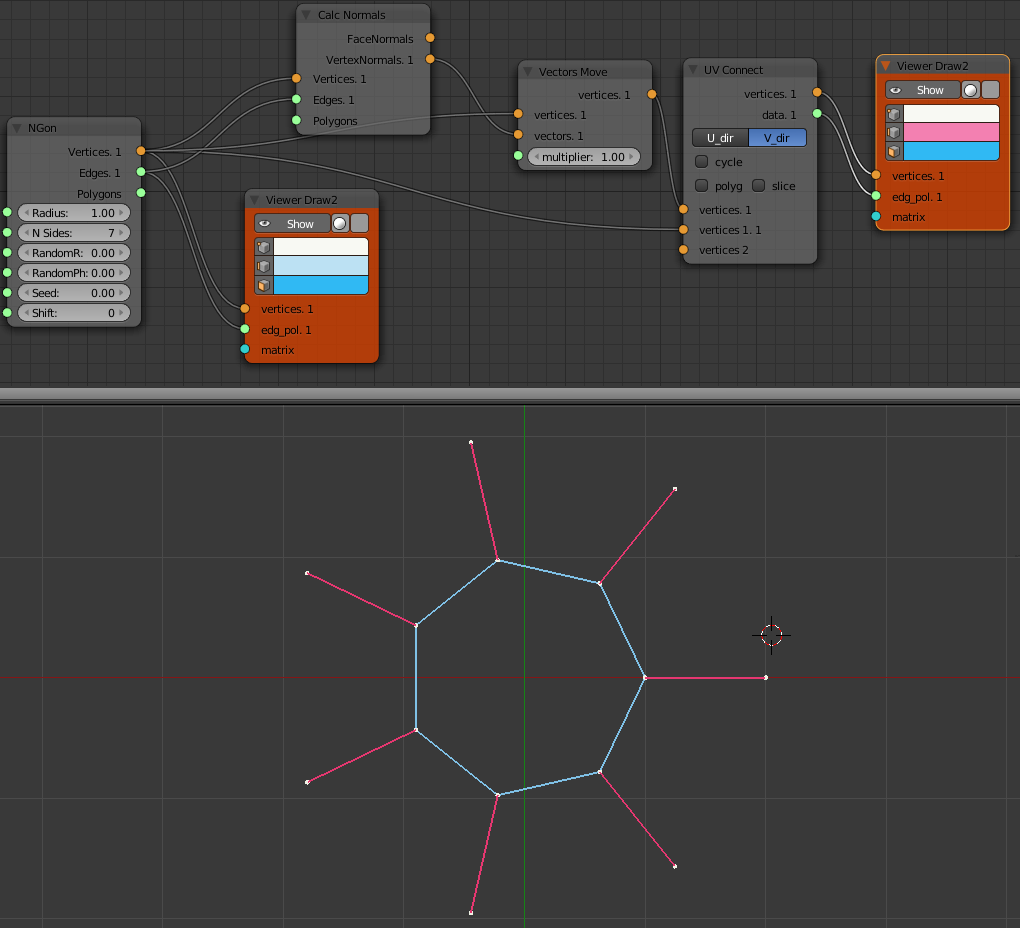 Calc Normals
FaceNormals
VertexNormals. 1
Vertices. 1
Edges. 1
Polygons
NGon
Vertices. 1
Edges. 1
Polygons
Radius: 1.00
N Sides: 7
RandomR: 0.00
RandomPh: 0.00
Seed: 0.00
Shift: 0
Viewer Draw2
Show
vertices. 1
edg_pol. 1
matrix
Vectors Move
vertices. 1
vertices. 1
vectors. 1
multiplier: 1.00
UV Connect
vertices. 1
data. 1
U_dir V_dir
cycle
polyg slice
vertices. 1
vertices 1. 1
vertices 2
Viewer Draw2
Show
vertices. 1
edg_pol. 1
matrix